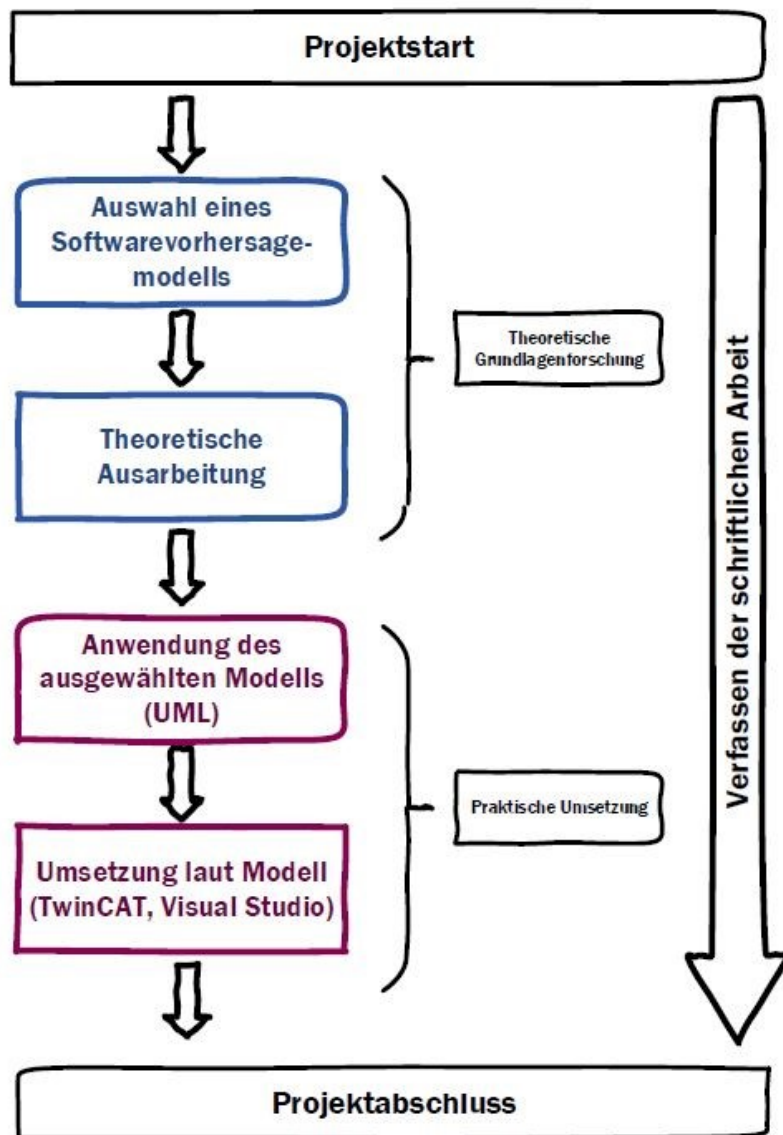 Projektstart
Auswahl eines
Softwarevorhersage-
modells
Theoretische
Grundlagenforschung
Theoretische
Ausarbeitung
Anwendung des
ausgewählten Modells
(UML)
Praktische Umsetzung
Umsetzung laut Modell
(TwinCAT, Visual Studio)
Verfassen der schriftlichen Arbeit
Projektabschluss